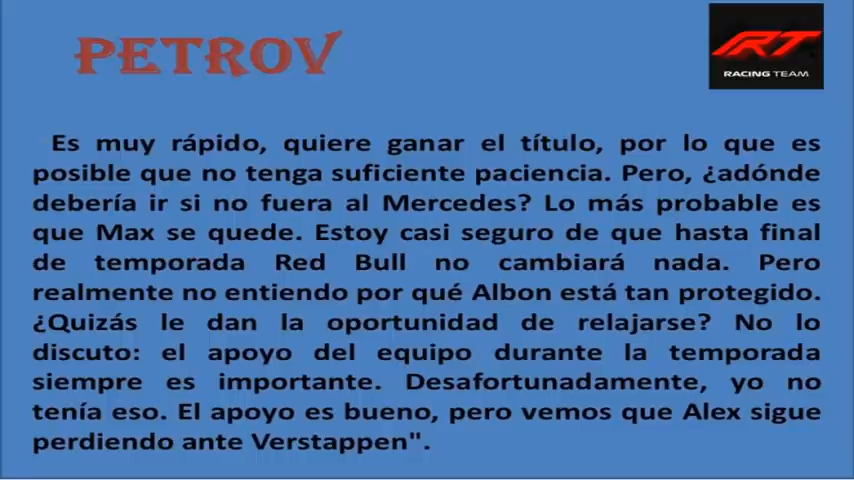 PETROV
RT
RACING TEAM
Es muy rápido, quiere ganar el título, por lo que es
posible que no tenga suficiente paciencia. Pero, ¿adónde
debería ir si no fuera al Mercedes? Lo más probable es
que Max se quede. Estoy casi seguro de que hasta final
de temporada Red Bull no cambiará nada. Pero
realmente no entiendo por qué Albon está tan protegido.
¿Quizás le dan la oportunidad de relajarse? No lo
discuto: el apoyo del equipo durante la temporada
siempre es importante. Desafortunadamente, yo no
tenía eso. El apoyo es bueno, pero vemos que Alex sigue
perdiendo ante Verstappen".